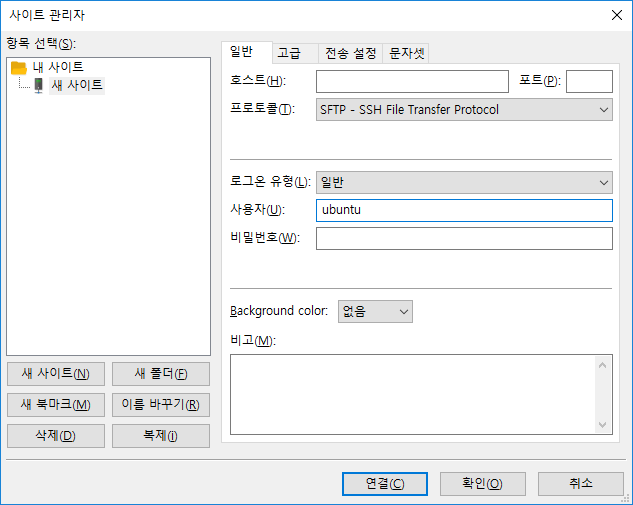 사이트 관리자
항목 선택(S):
내 사이트
새 사이트
새 사이트(N)
새 폴더(F)
새 북마크(M)
이름 바꾸기(R)
삭제(D)
복제(I)
일반
고급
전송 설정
문자셋
호스트(H):
포트(P):
프로토콜(T):
SFTP - SSH File Transfer Protocol
로그온 유형(L):
일반
사용자(U):
ubuntu
비밀번호(W):
Background color:
없음
비고(M):
연결(C)
확인(O)
취소